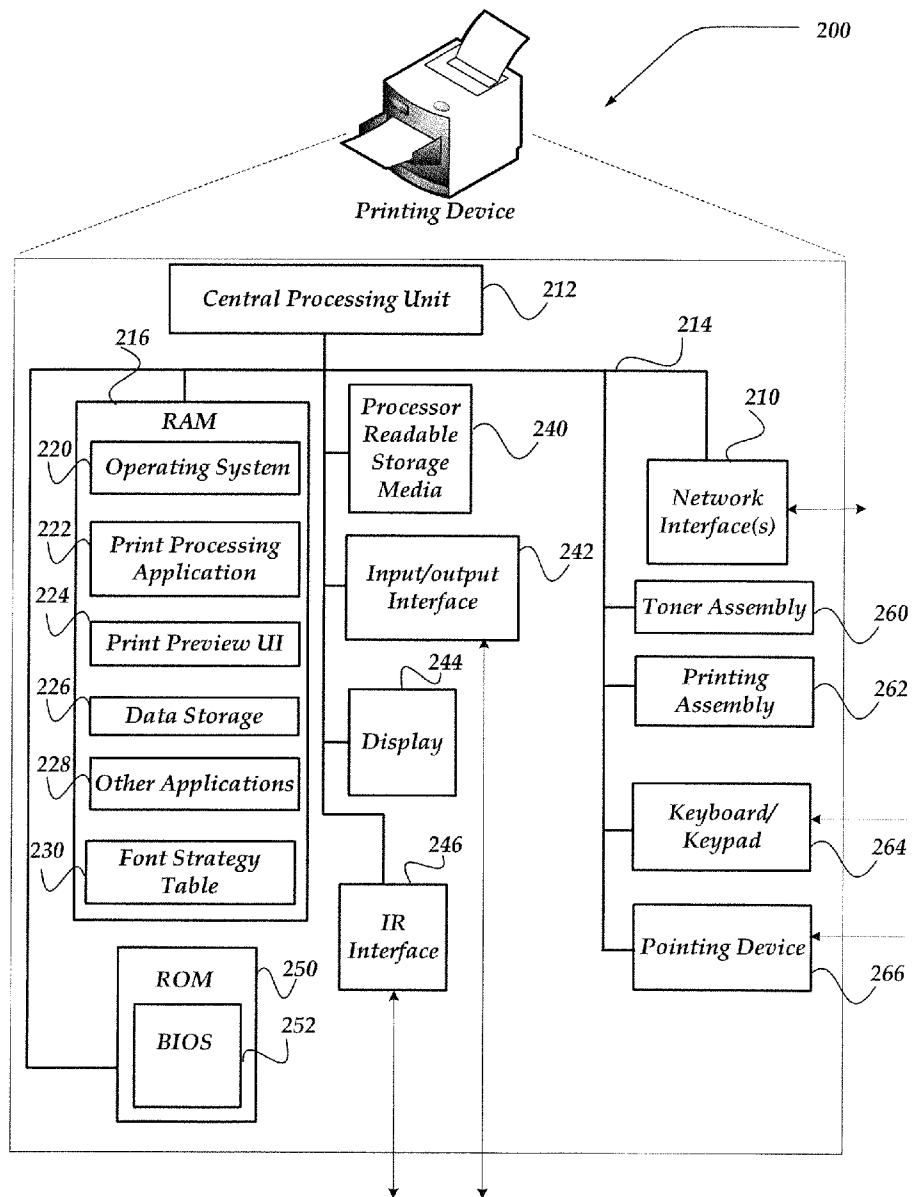 200
Printing Device
Central Processing Unit
212
216
214
RAM
210
220
Operating System
Processor
Readable
Storage
Media
240
Network
Interface(s)
222
Print Processing
Application
242
Input/output
Interface
224
Toner Assembly
260
Print Preview UI
244
Printing
Assembly
262
226
Data Storage
Display
228
Other Applications
Keyboard/
Keypad
264
230
Font Strategy
Table
246
IR
Interface
Pointing Device
266
ROM
250
BIOS
252